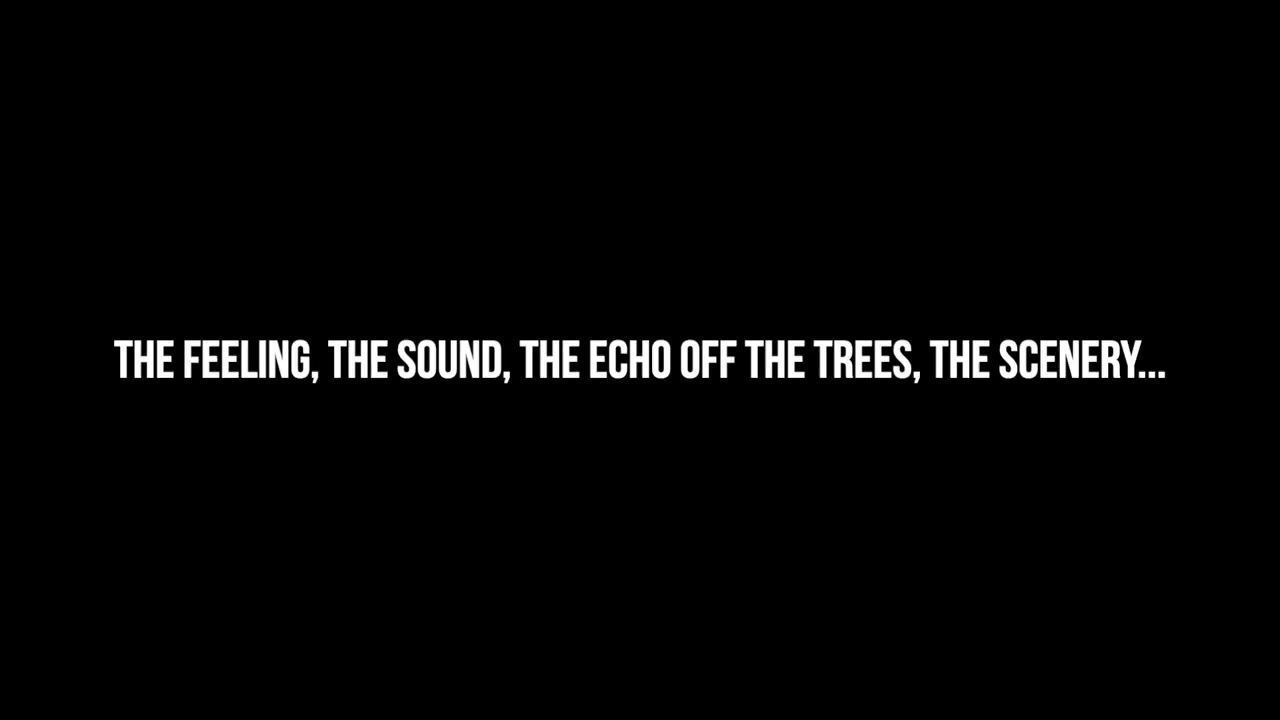 THE FEELING, THE SOUND, THE ECHO OFF THE TREES, THE SCENERY...